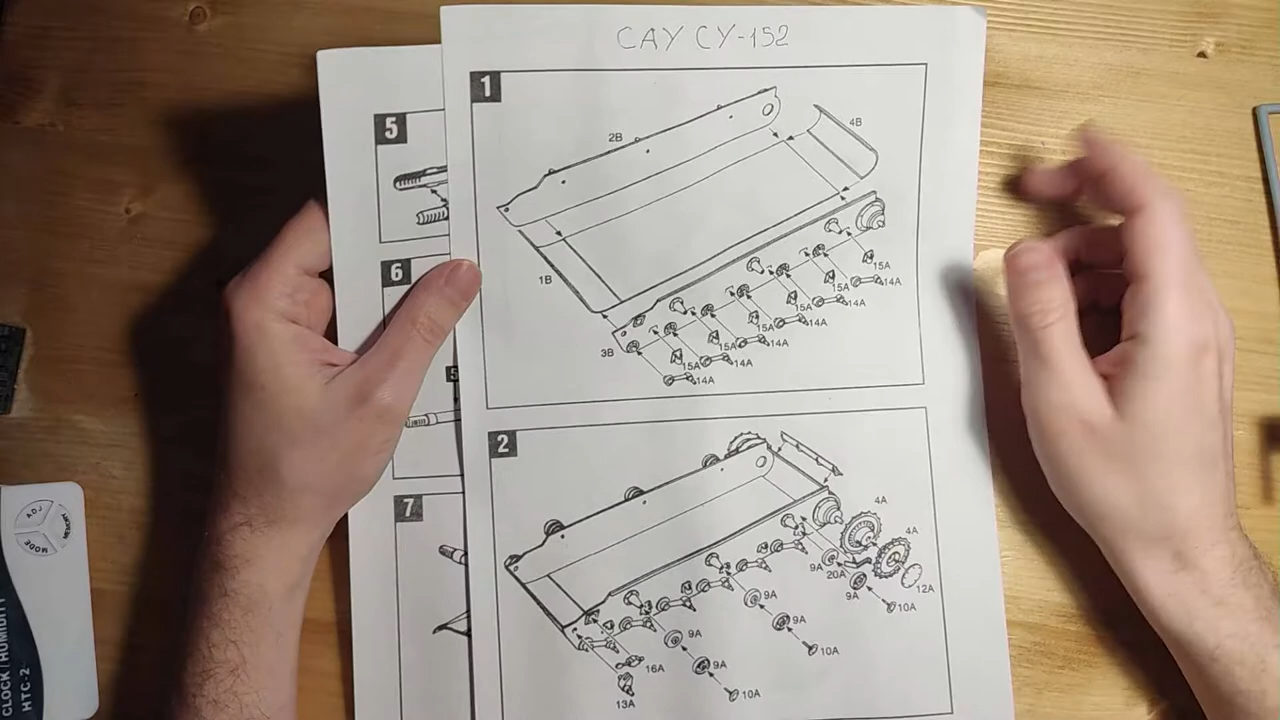 САУ СУ-152
1
5
2B
4B
6
1B
15A
14A
15A
14A
15A
14A
15A
14A
3B
15A
14A
15A
14A
5
2
7
4A
4A
9A
20A
12A
9A
10A
9A
9A
10A
9A
16A
9A
10A
13A
ADJ
MEMORY
MODE
CLOCK/HUMIDITY
HTC-2